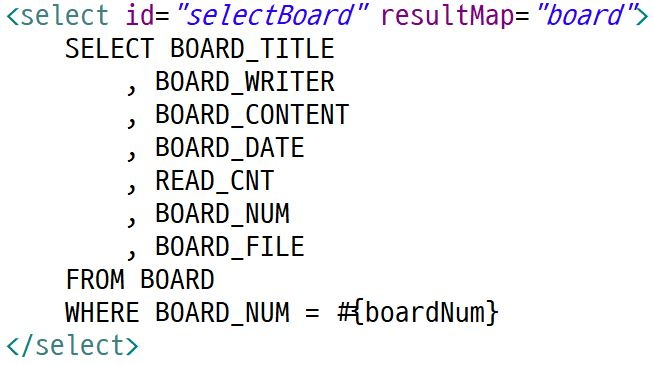 <select id="selectBoard" resultMap="board">
SELECT BOARD_TITLE
, BOARD_WRITER
, BOARD_CONTENT
, BOARD_DATE
, READ_CNT
, BOARD_NUM
, BOARD_FILE
FROM BOARD
WHERE BOARD_NUM = #{boardNum}
</select>